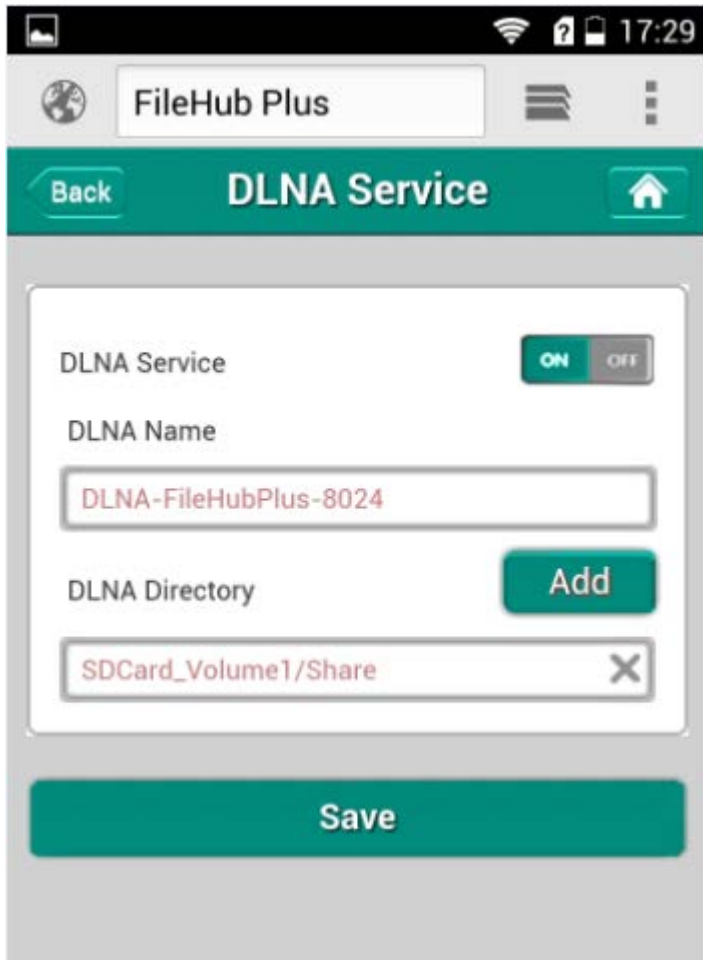 17:29
FileHub Plus
Back DLNA Service
DLNA Service ON OFF
DLNA Name
DLNA-FileHubPlus-8024
DLNA Directory Add
SDCard_Volume1/Share
Save